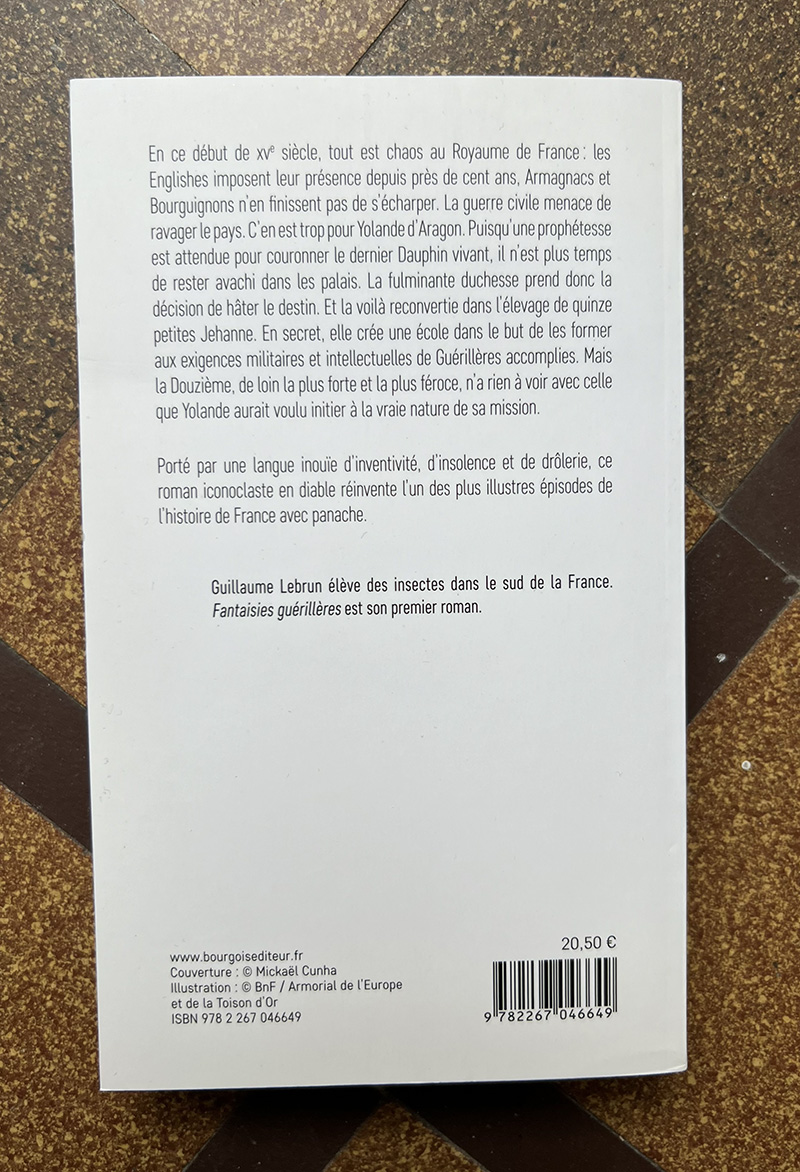 En ce début de XVe siècle, tout est chaos au Royaume de France : les
Englishes imposent leur présence depuis près de cent ans, Armagnacs et
Bourguignons n'en finissent pas de s'écharper. La guerre civile menace de
ravager le pays. C'en est trop pour Yolande d'Aragon. Puisqu'une prophétesse
est attendue pour couronner le dernier Dauphin vivant, il n'est plus temps
de rester avachi dans les palais. La fulminante duchesse prend donc la
décision de hâter le destin. Et la voilà reconvertie dans l'élevage de quinze
petites Jehanne. En secret, elle crée une école dans le but de les former
aux exigences militaires et intellectuelles de Guérillères accomplies. Mais
la Douzième, de loin la plus forte et la plus féroce, n'a rien à voir avec celle
que Yolande aurait voulu initier à la vraie nature de sa mission.
Porté par une langue inouïe d'inventivité, d'insolence et de drôlerie, ce
roman iconoclaste en diable réinvente l'un des plus illustres épisodes de
l'histoire de France avec panache.
Guillaume Lebrun élève des insectes dans le sud de la France.
Fantaisies guérillères est son premier roman.
www.bourgoisediteur.fr
Couverture : © Mickaël Cunha
Illustration : © BnF / Armorial de l'Europe
et de la Toison d'Or
ISBN 978 2 267 046649
20,50 €
9 782267 046649